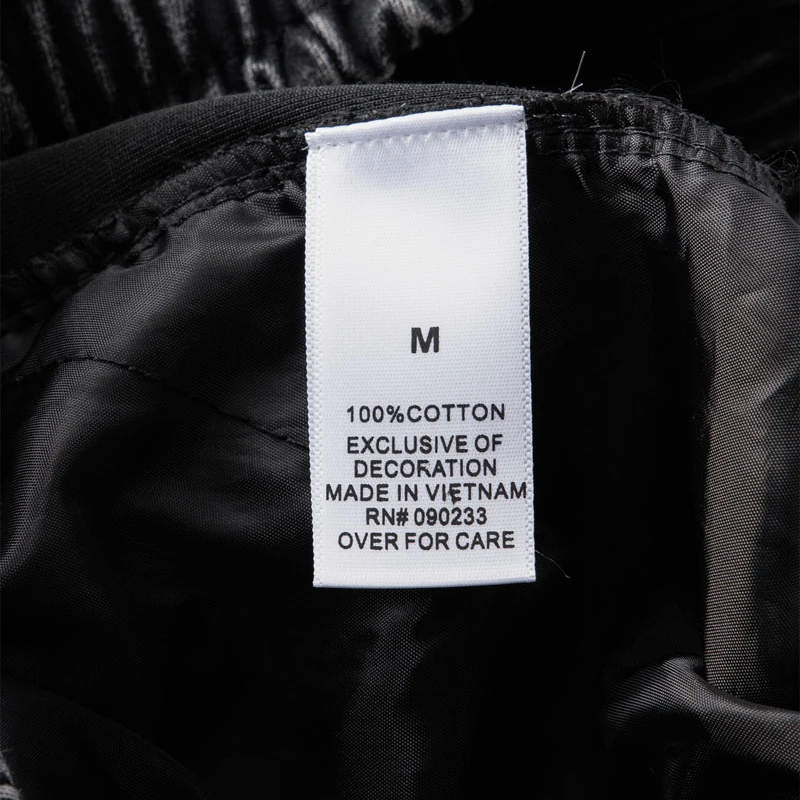 M
100%COTTON
EXCLUSIVE OF
DECORATION
MADE IN VIETNAM
RN# 090233
OVER FOR CARE